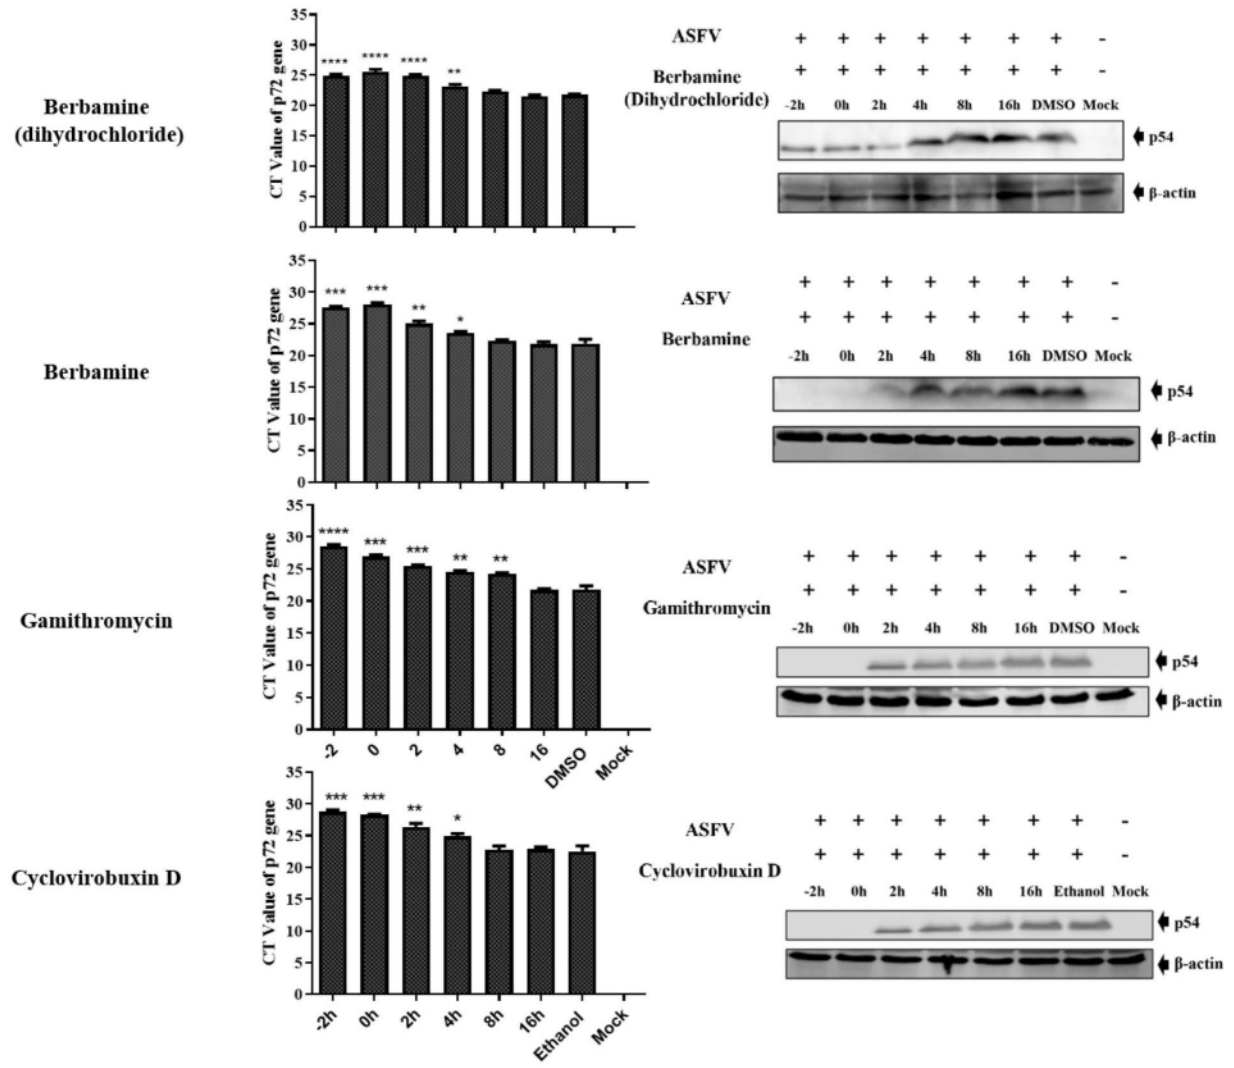 Berbamine
(dihydrochloride)
CT Value of p72 gene
35
30
25
20
15
10
5
0
**** **** **** **
ASFV + + + + + + + -
Berbamine
(Dihydrochloride) + + + + + + + -
-2h 0h 2h 4h 8h 16h DMSO Mock
p54
β-actin
Berbamine
CT Value of p72 gene
35
30
25
20
15
10
5
0
*** *** ** *
ASFV + + + + + + + -
Berbamine + + + + + + + -
-2h 0h 2h 4h 8h 16h DMSO Mock
p54
β-actin
Gamithromycin
CT Value of p72 gene
35
30
25
20
15
10
5
0
**** *** *** ** **
-2 0 2 4 8 16 DMSO Mock
ASFV + + + + + + + -
Gamithromycin + + + + + + + -
-2h 0h 2h 4h 8h 16h DMSO Mock
p54
β-actin
Cyclovirobuxin D
CT Value of p72 gene
35
30
25
20
15
10
5
0
*** *** ** *
-2h 0h 2h 4h 8h 16h Ethanol Mock
ASFV + + + + + + + -
Cyclovirobuxin D + + + + + + + -
-2h 0h 2h 4h 8h 16h Ethanol Mock
p54
β-actin